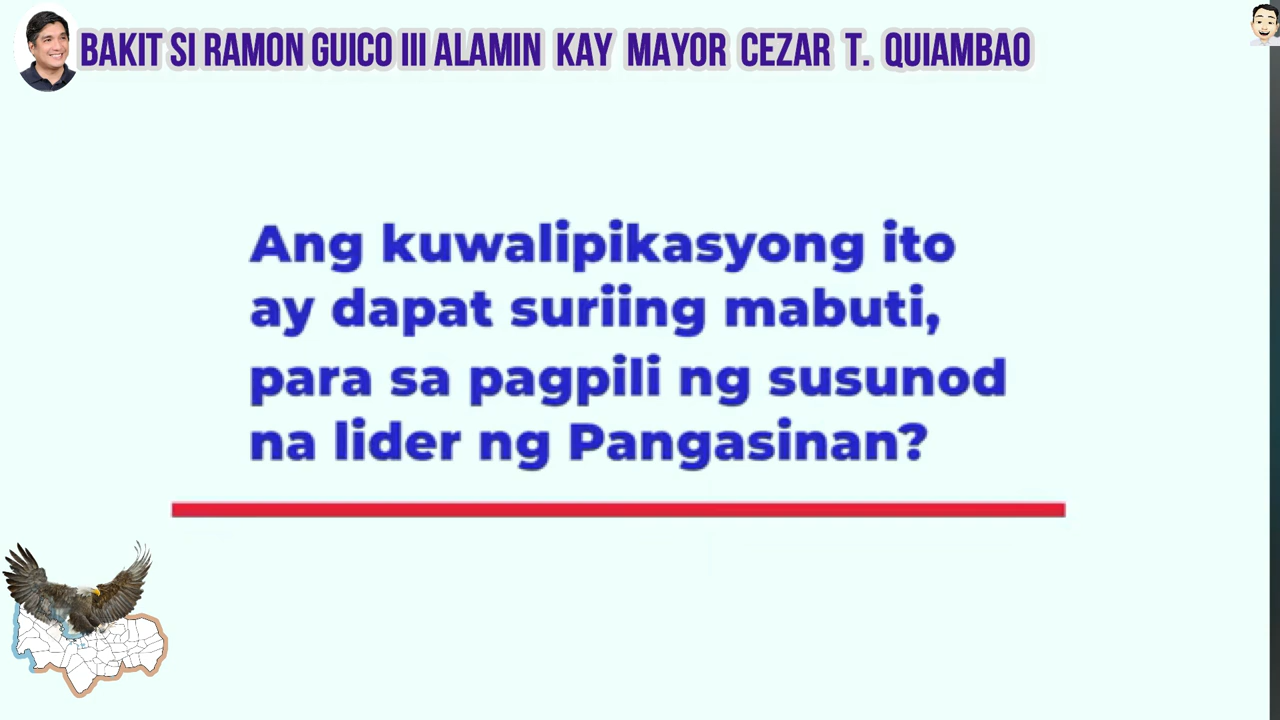 BAKIT SI RAMON GUICO III ALAMIN KAY MAYOR CEZAR T. QUIAMBAO
Ang kuwalipikasyong ito
ay dapat suriing mabuti,
para sa pagpili ng susunod
na lider ng Pangasinan?